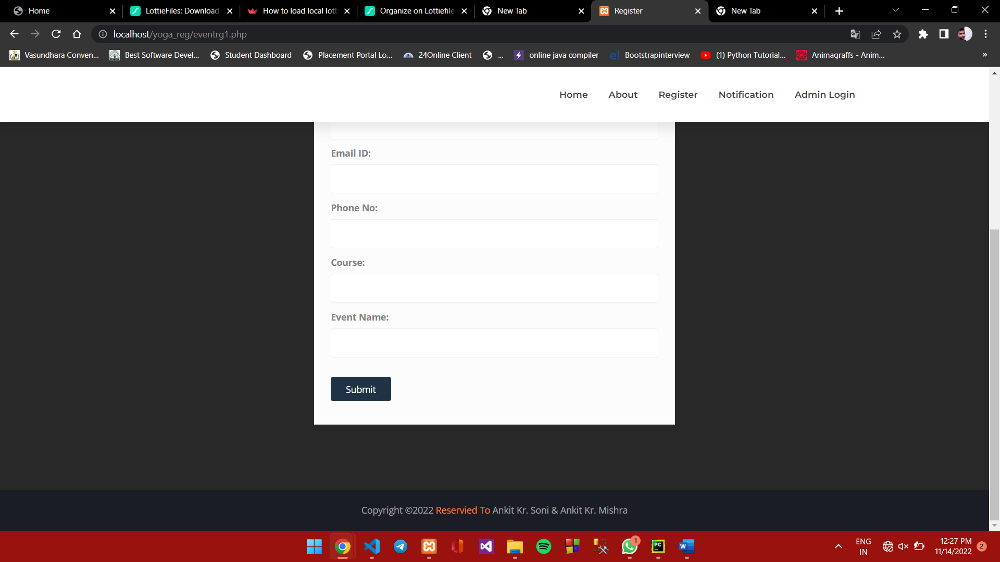 Home
LottieFiles: Download
How to load local lotti
Organize on Lottiefile
New Tab
Register
New Tab
localhost/yoga_reg/eventrg1.php
Vasundhara Conven...
Best Software Devel...
Student Dashboard
Placement Portal Lo...
24Online Client
...
online java compiler
e!
Bootstrapinterview
(1) Python Tutorial...
Animagraffs - Anim...
»
Home
About
Register
Notification
Admin Login
Email ID:
Phone No:
Course:
Event Name:
Submit
Copyright ©2022 Reservied To Ankit Kr. Soni & Ankit Kr. Mishra
1
PC
W
ENG
IN
12:27 PM
11/14/2022
2